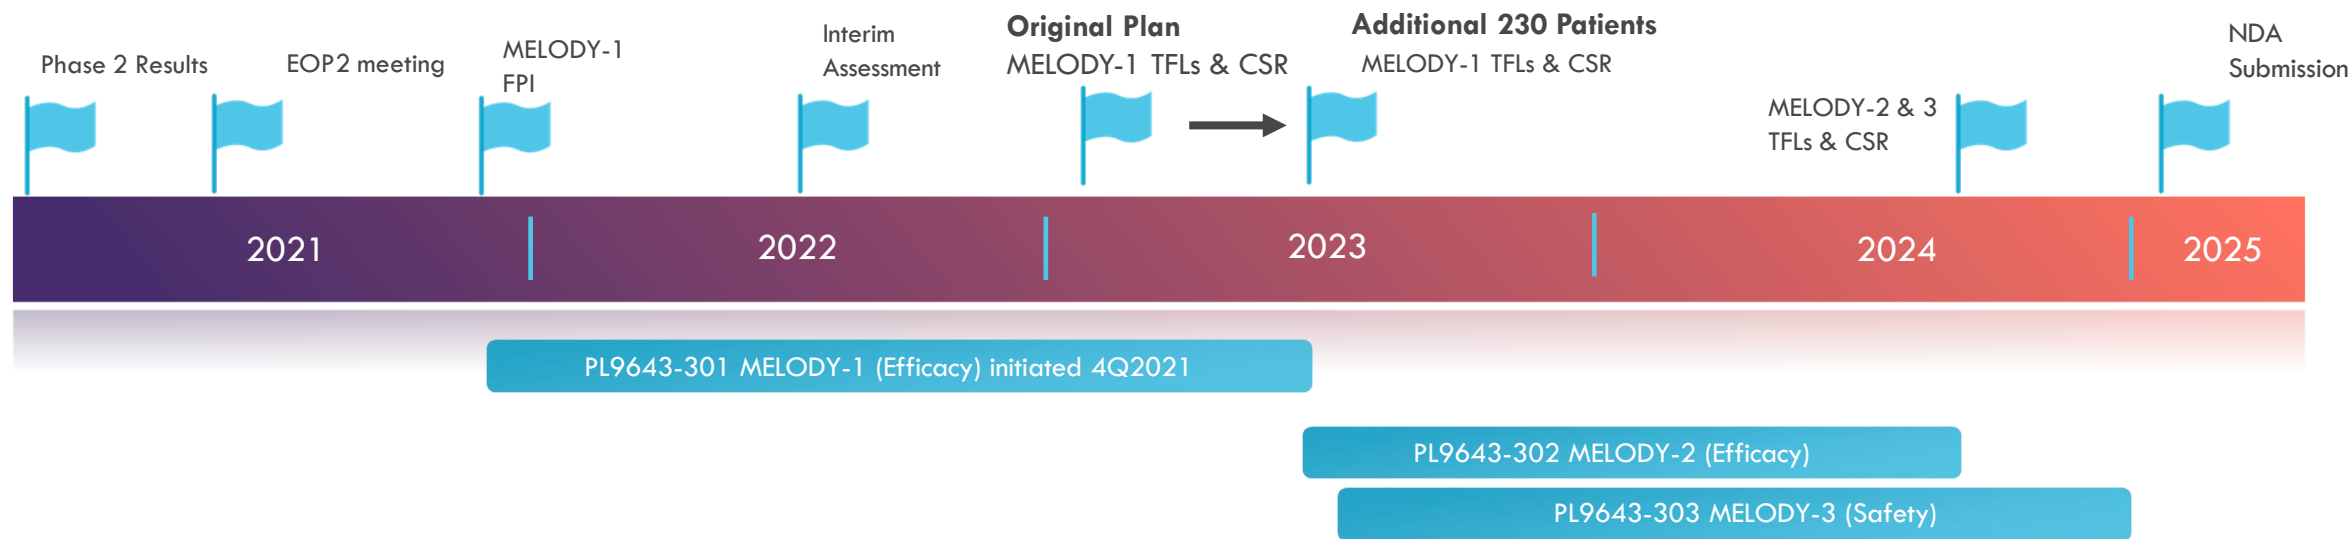 Phase 2 Results
EOP2 meeting
MELODY-1
FPI
Interim
Assessment
Original Plan
MELODY-1 TFLs & CSR
Additional 230 Patients
MELODY-1 TFLs & CSR
MELODY-2 & 3
TFLs & CSR
NDA
Submission
2021
2022
2023
2024
2025
PL9643-301 MELODY-1 (Efficacy) initiated 4Q2021
PL9643-302 MELODY-2 (Efficacy)
PL9643-303 MELODY-3 (Safety)